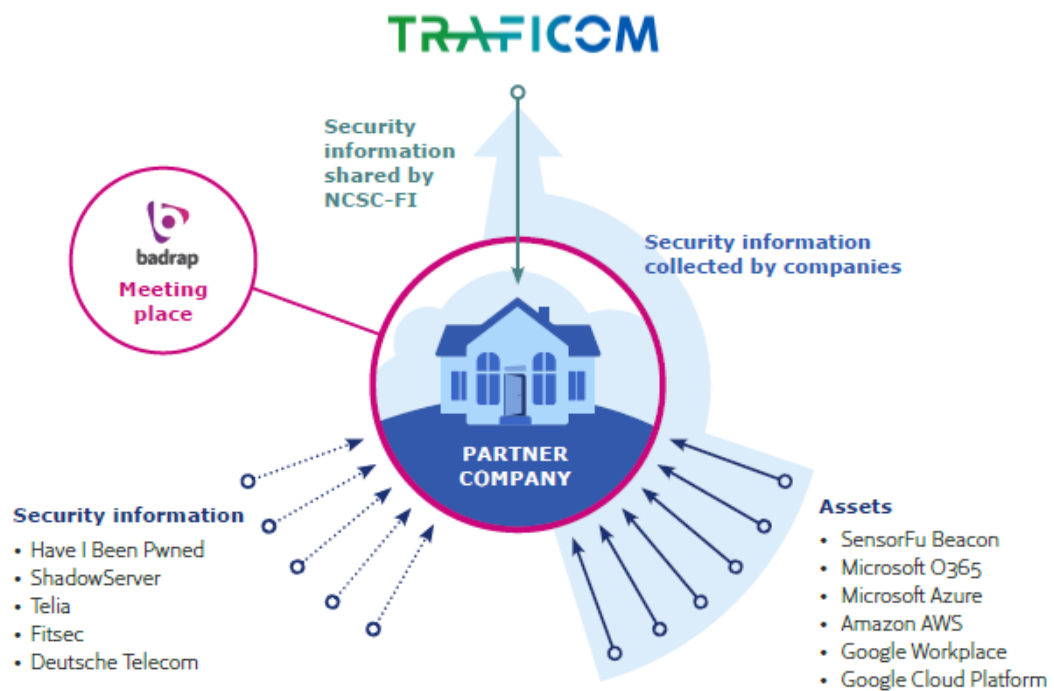 TRAFICOM
Security
information
shared by
NCSC-FI
badrap
Meeting
place
Security information
collected by companies
PARTNER
COMPANY
Security information
• Have I Been Pwned
• ShadowServer
• Telia
• Fitsec
• Deutsche Telecom
Assets
• SensorFu Beacon
• Microsoft O365
• Microsoft Azure
• Amazon AWS
• Google Workplace
• Google Cloud Platform